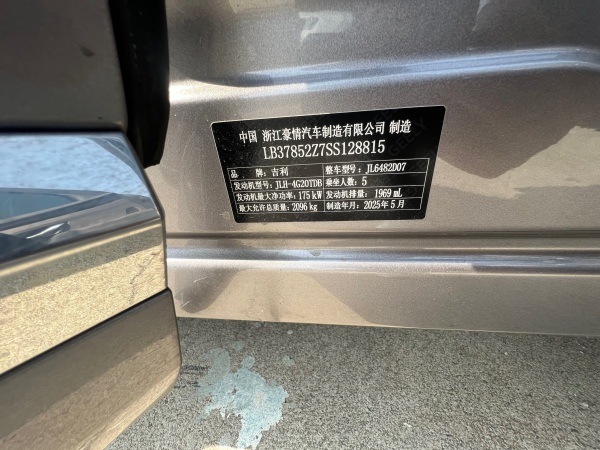 中国 浙江豪情汽车制造有限公司 制造
LB37852Z7SS128815
品 牌：吉利 整车型号：JL6482D07
发动机型号：JLH-4G20TDB 乘坐人数：5
发动机最大净功率：175 kW 发动机排量：1969 mL
最大允许总质量：2096 kg 制造年月：2025 年 5 月